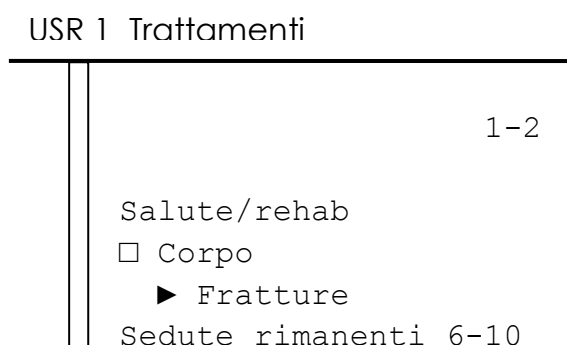 USR 1 Trattamenti
1-2
Salute/rehab
□ Corpo
► Fratture
Sedute rimanenti 6-10